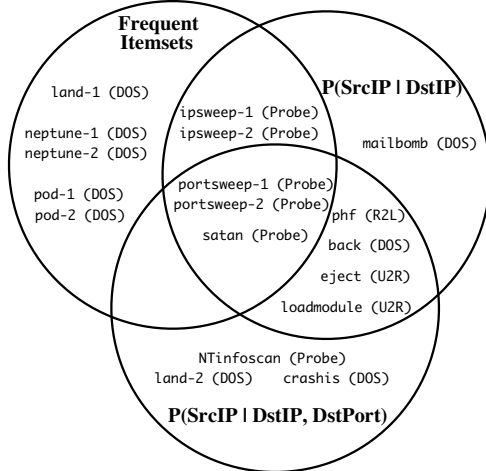 Frequent
Itemsets
P(SrcIP | DstIP)
land-1 (DOS)
ipsweep-1 (Probe)
ipsweep-2 (Probe)
neptune-1 (DOS)
neptune-2 (DOS)
mailbomb (DOS)
portsweep-1 (Probe)
portsweep-2 (Probe)
pod-1 (DOS)
pod-2 (DOS)
phf (R2L)
satan (Probe)
back (DOS)
eject (U2R)
loadmodule (U2R)
NTinfoscan (Probe)
land-2 (DOS) crashis (DOS)
P(SrcIP | DstIP, DstPort)